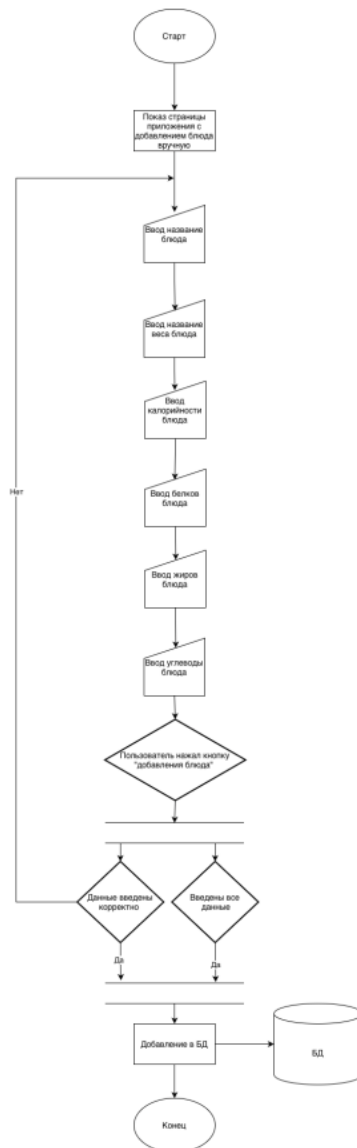 Старт
Показ страницы
приложения с
добавлением блюда
вручную
Ввод название
блюда
Ввод название
веса блюда
Ввод
калорийности
блюда
Нет
Ввод белков
блюда
Ввод жиров
блюда
Ввод углеводы
блюда
Пользователь нажал кнопку
"добавления блюда"
Данные введены
корректно
Введены все
данные
Да
Да
Добавление в БД
БД
Конец